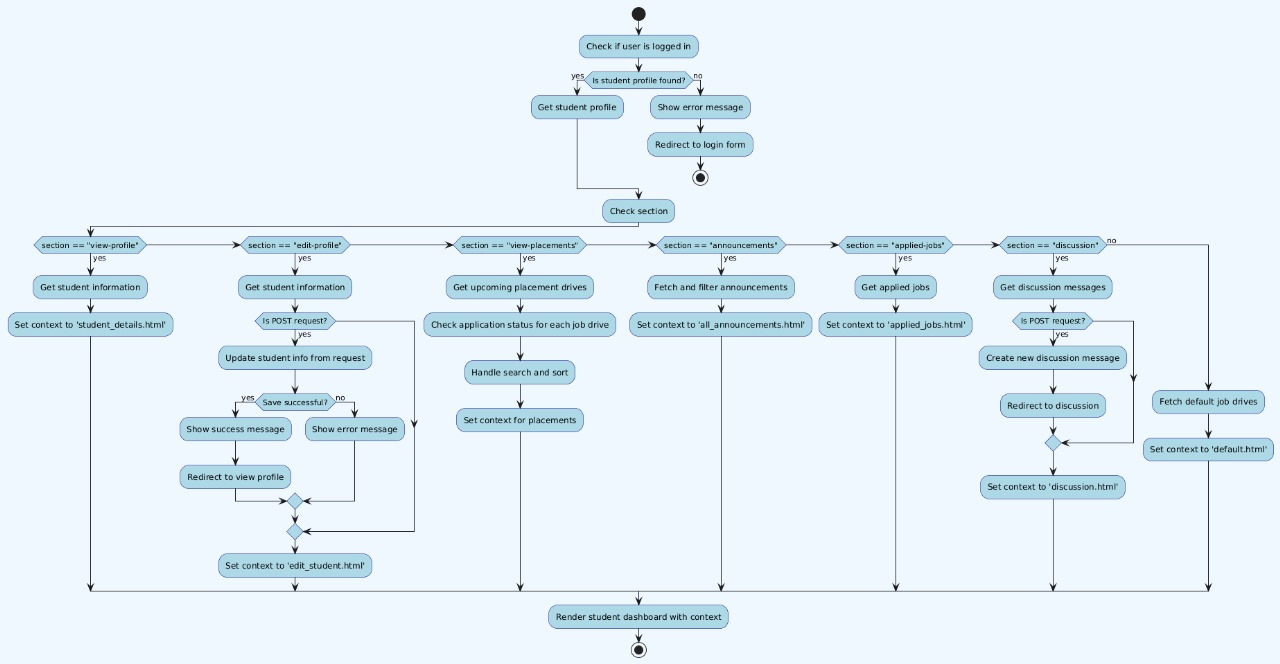 Check if user is logged in
yes
Is student profile found?
no
Get student profile
Show error message
Redirect to login form
Check section
section == "view-profile"
section == "edit-profile"
section == "view-placements"
section == "announcements"
section == "applied-jobs"
section == "discussion"
no
yes
yes
yes
yes
yes
yes
Get student information
Get student information
Get upcoming placement drives
Fetch and filter announcements
Get applied jobs
Get discussion messages
Set context to 'student_details.html'
Is POST request?
Check application status for each job drive
Set context to 'all_announcements.html'
Set context to 'applied_jobs.html'
Is POST request?
yes
yes
Update student info from request
Create new discussion message
Handle search and sort
yes
Save successful?
no
Redirect to discussion
Fetch default job drives
Show success message
Show error message
Set context for placements
Set context to 'default.html'
Redirect to view profile
Set context to 'discussion.html'
Set context to 'edit_student.html'
Render student dashboard with context